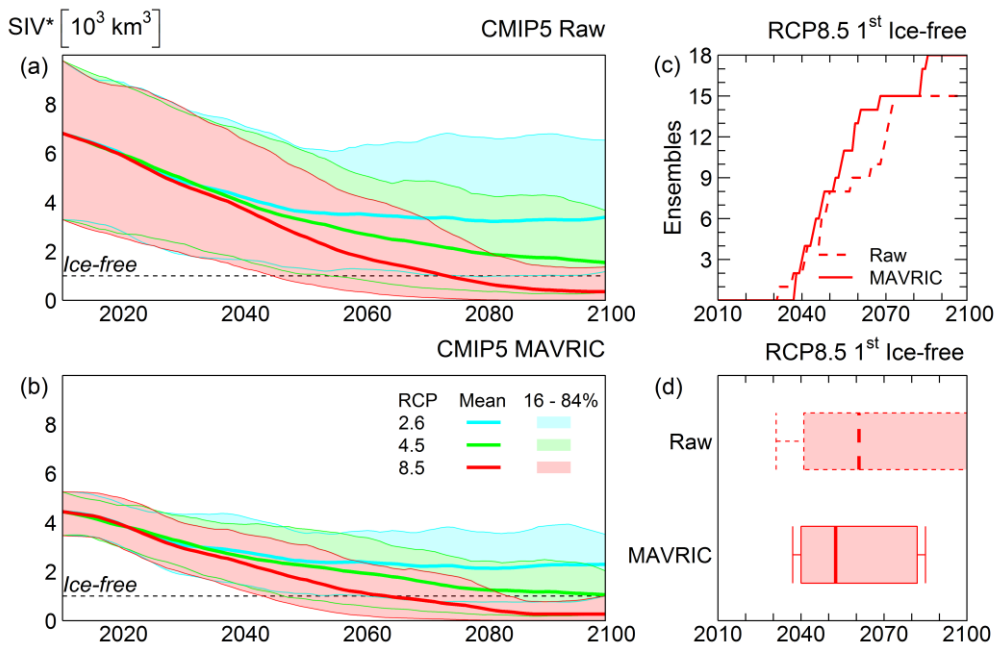 SIV* [10³ km³]
CMIP5 Raw
(a)
8
6
4
2
0
Ice-free
2020 2040 2060 2080 2100
CMIP5 MAVRIC
(b)
8
6
4
2
0
RCP Mean 16 - 84%
2.6
4.5
8.5
Ice-free
2020 2040 2060 2080 2100
RCP8.5 1st Ice-free
(c)
Ensembles
18
15
12
9
6
3
Raw
MAVRIC
2010 2040 2070 2100
RCP8.5 1st Ice-free
(d)
Raw
MAVRIC
2010 2040 2070 2100